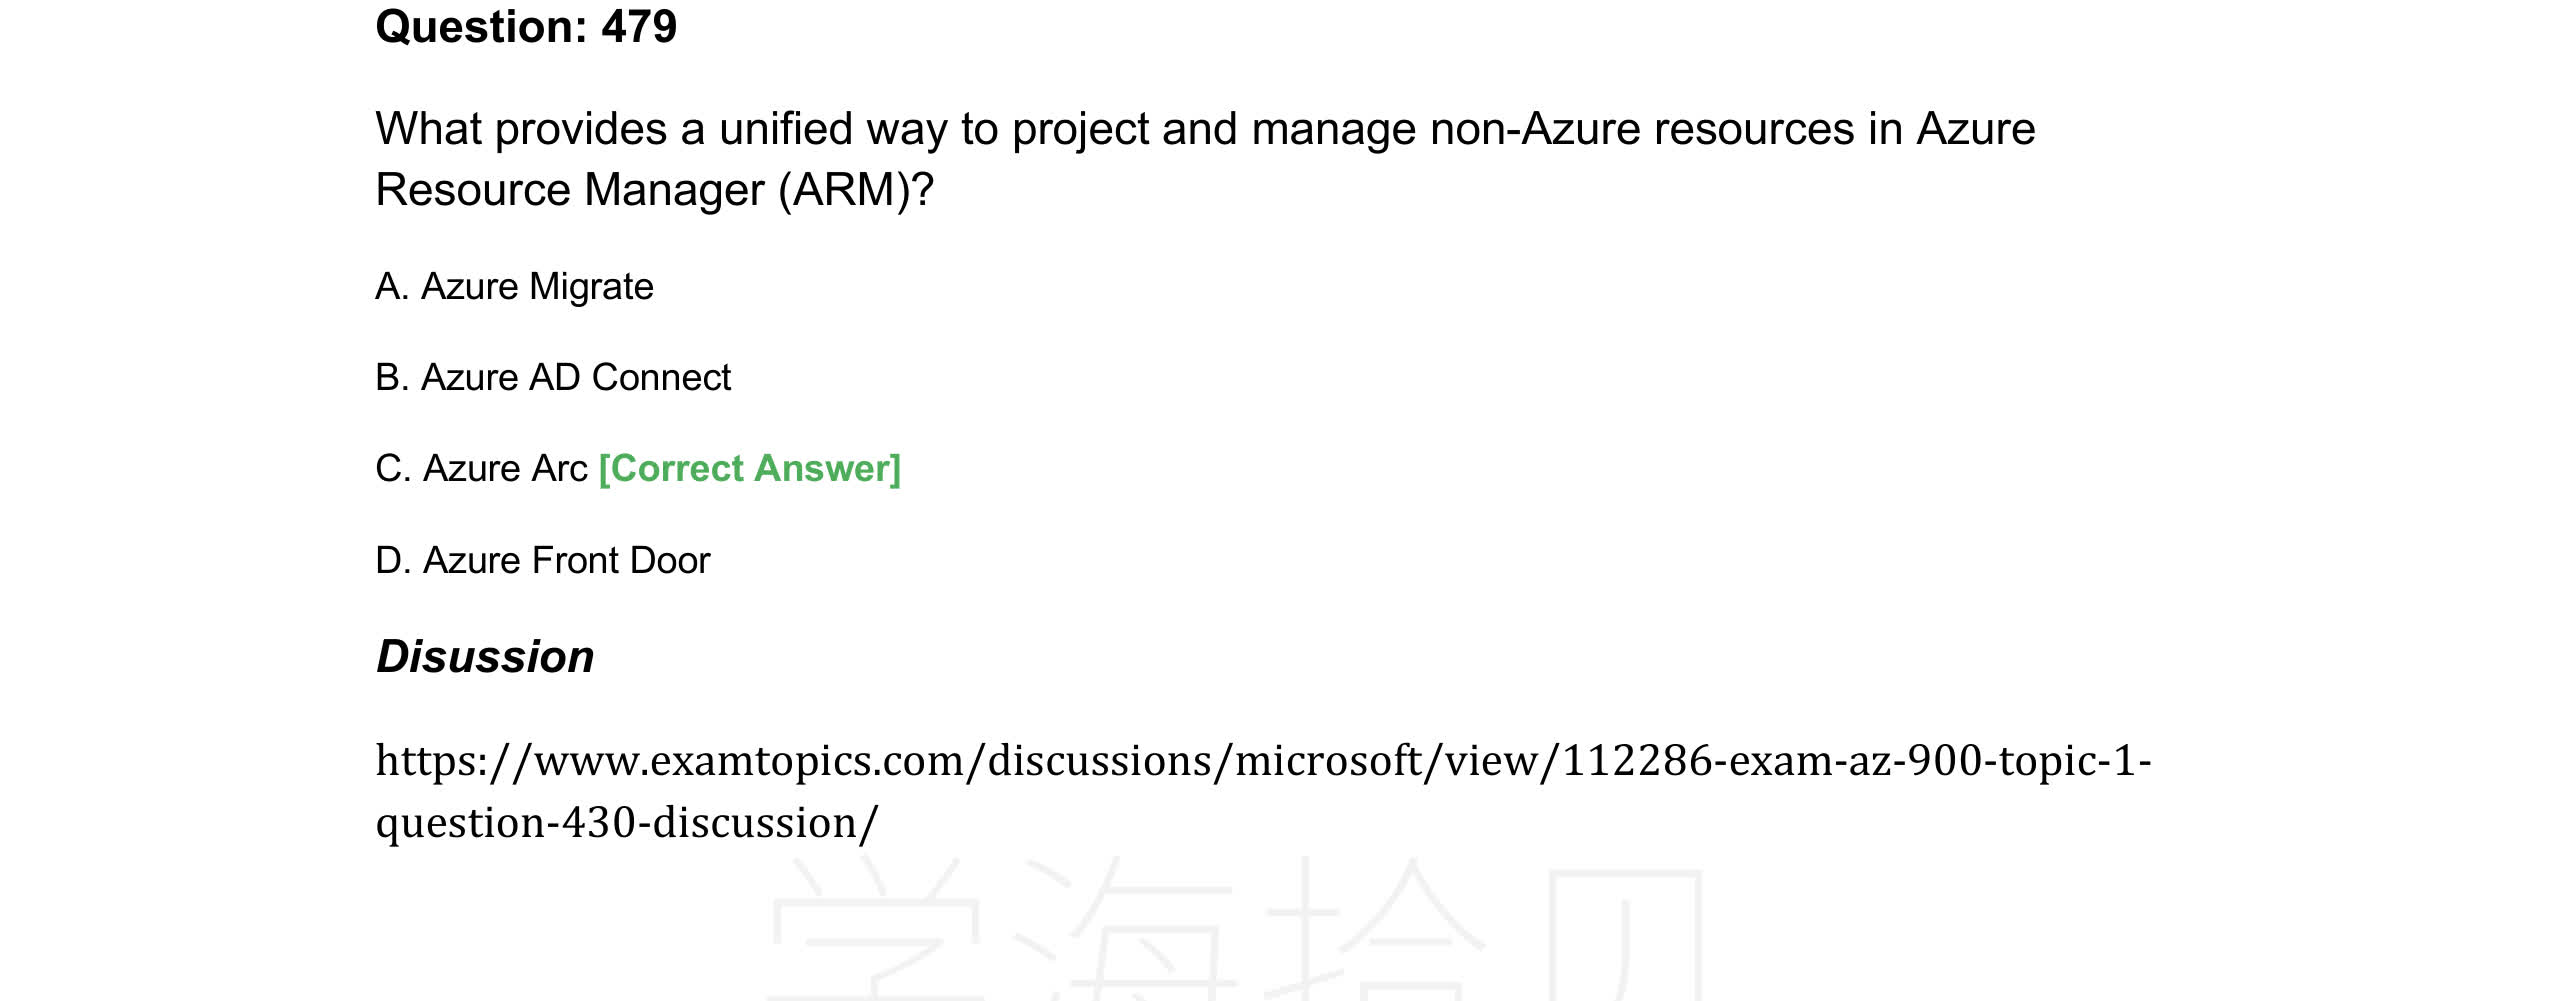 Question: 479
What provides a unified way to project and manage non-Azure resources in Azure
Resource Manager (ARM)?
A. Azure Migrate
B. Azure AD Connect
C. Azure Arc [Correct Answer]
D. Azure Front Door
Disussion
https://www.examtopics.com/discussions/microsoft/view/112286-exam-az-900-topic-1-
question-430-discussion/
学海拾贝